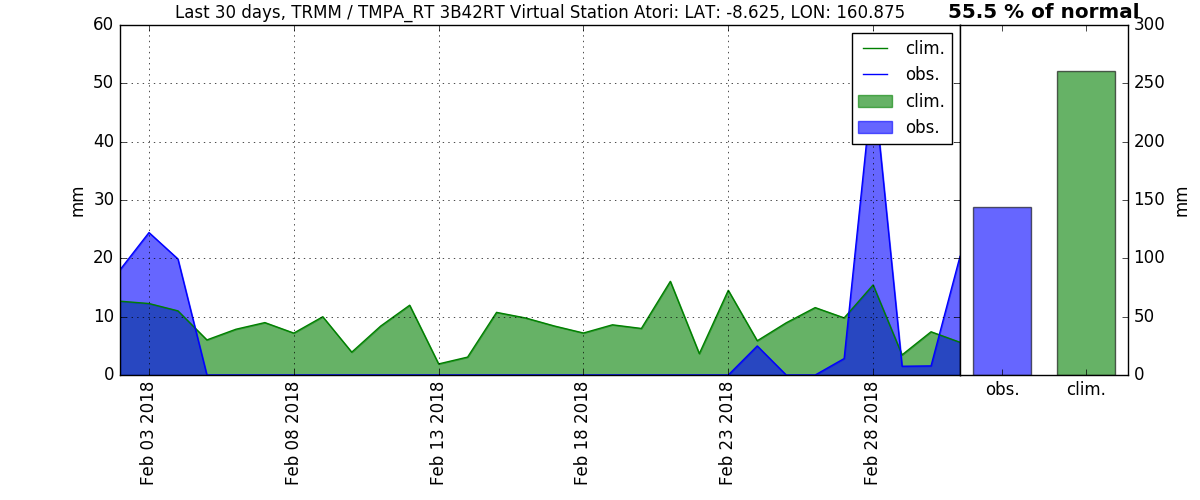 Last 30 days, TRMM / TMPA_RT 3B42RT Virtual Station Atori: LAT: -8.625, LON: 160.875
55.5 % of normal
60
50
40
30
20
10
0
mm
clim.
obs.
clim.
obs.
Feb 03 2018
Feb 08 2018
Feb 13 2018
Feb 18 2018
Feb 23 2018
Feb 28 2018
300
250
200
150
100
50
0
mm
obs.
clim.